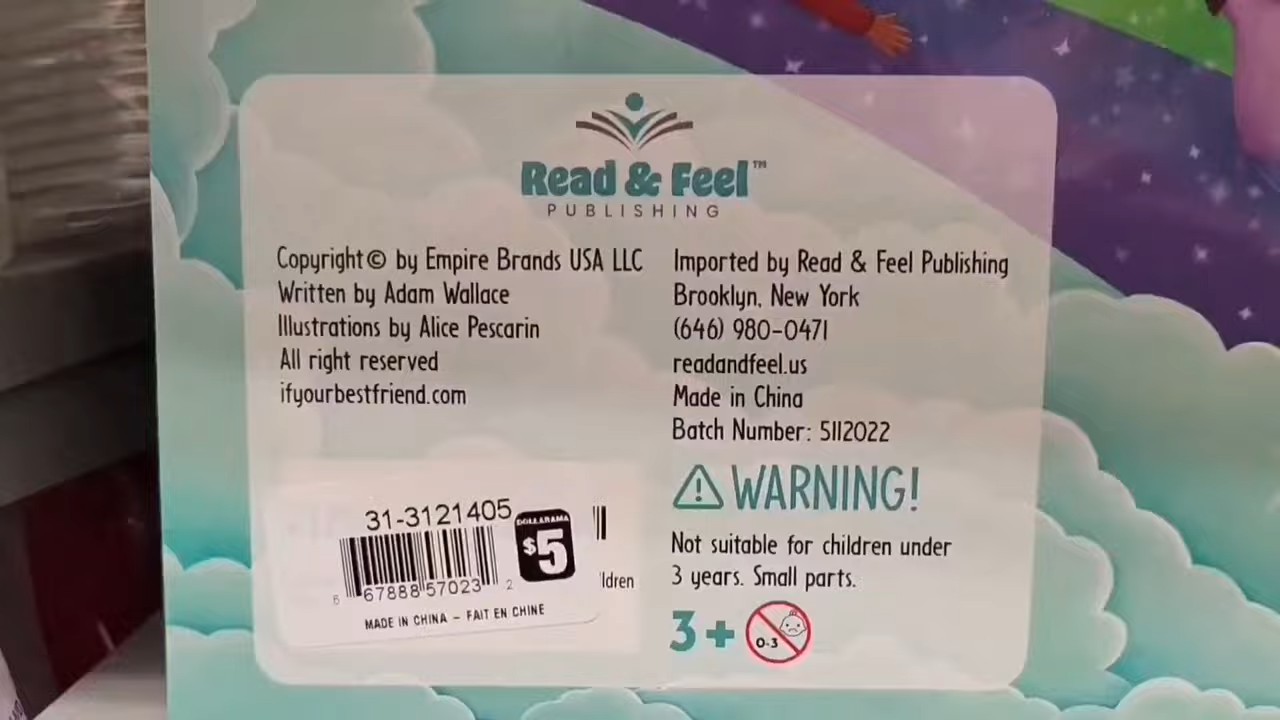 Read & Feel™
PUBLISHING
Copyright© by Empire Brands USA LLC
Written by Adam Wallace
Illustrations by Alice Pescarin
All right reserved
ifyourbestfriend.com
Imported by Read & Feel Publishing
Brooklyn, New York
(646) 980-0471
readandfeel.us
Made in China
Batch Number: 5112022
WARNING!
Not suitable for children under
3 years. Small parts.
3+
0-3
31-3121405
DOLLARAMA
$5
6 67888 57023 2
MADE IN CHINA – FAIT EN CHINE
ldren